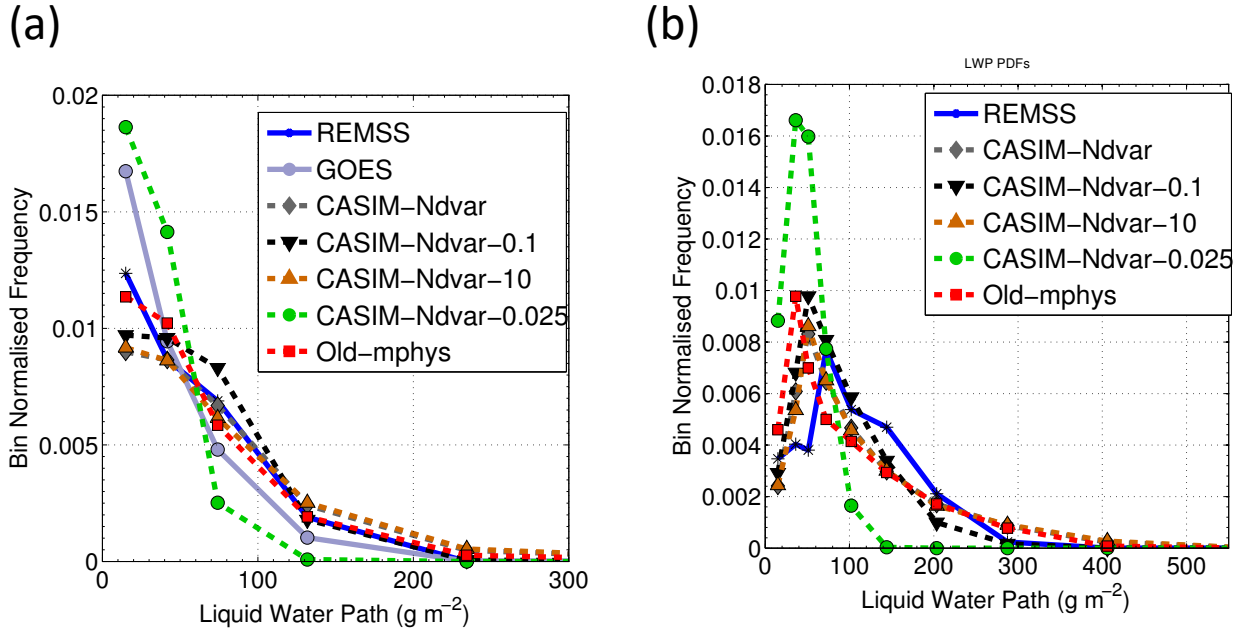 (a)
0.02
0.015
0.01
0.005
0
0
100
200
300
Bin Normalised Frequency
Liquid Water Path (g m−2)
REMSS
GOES
CASIM−Ndvar
CASIM−Ndvar−0.1
CASIM−Ndvar−10
CASIM−Ndvar−0.025
Old−mphys
(b)
LWP PDFs
0.018
0.016
0.014
0.012
0.01
0.008
0.006
0.004
0.002
0
0
100
200
300
400
500
Bin Normalised Frequency
Liquid Water Path (g m−2)
REMSS
CASIM−Ndvar
CASIM−Ndvar−0.1
CASIM−Ndvar−10
CASIM−Ndvar−0.025
Old−mphys